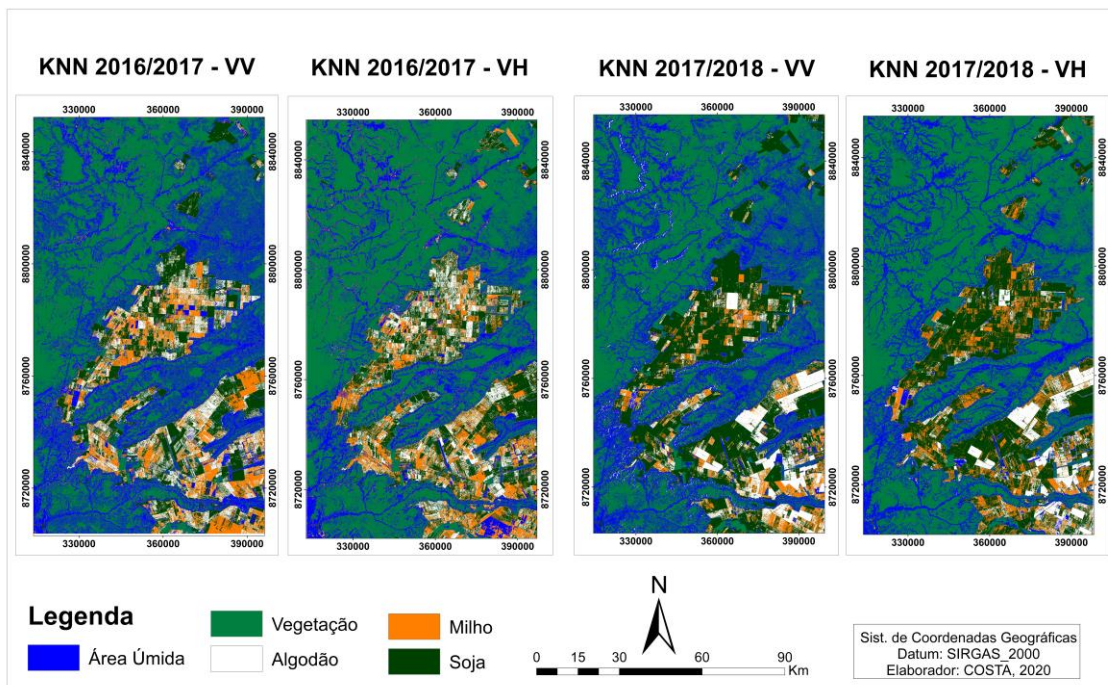 KNN 2016/2017 - VV
KNN 2016/2017 - VH
KNN 2017/2018 - VV
KNN 2017/2018 - VH
330000 360000 390000
330000 360000 390000
330000 360000 390000
330000 360000 390000
8840000 8800000 8760000 8720000
8840000 8800000 8760000 8720000
8840000 8800000 8760000 8720000
8840000 8800000 8760000 8720000
330000 360000 390000
330000 360000 390000
330000 360000 390000
330000 360000 390000
Legenda
Área Úmida
Vegetação
Algodão
Milho
Soja
N
0 15 30 60 90
Km
Sist. de Coordenadas Geográficas
Datum: SIRGAS_2000
Elaborador: COSTA, 2020